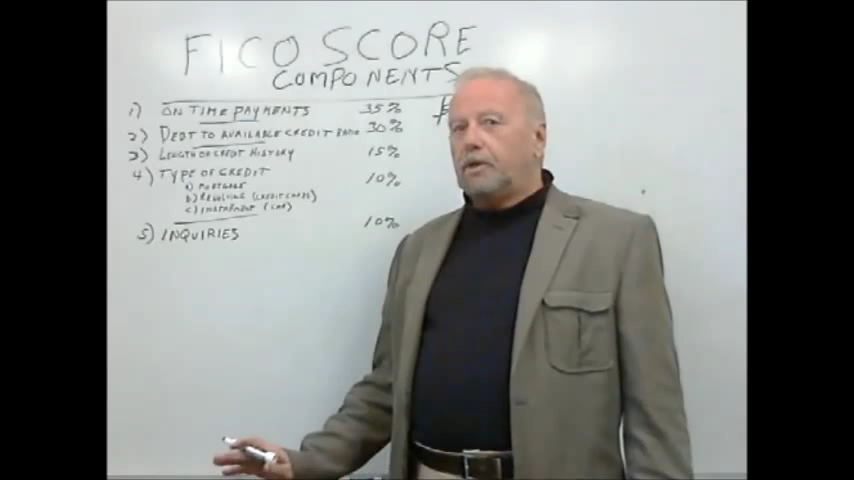 FICO SCORE
COMPONENTS
1) ON TIME PAYMENTS 35%
2) DEBT TO AVAILABLE CREDIT RATIO 30%
3) LENGTH OF CREDIT HISTORY 15%
4) TYPE OF CREDIT 10%
a) MORTGAGE
b) REVOLVING (CREDIT CARDS)
c) INSTALLMENT (CAR)
5) INQUIRIES 10%